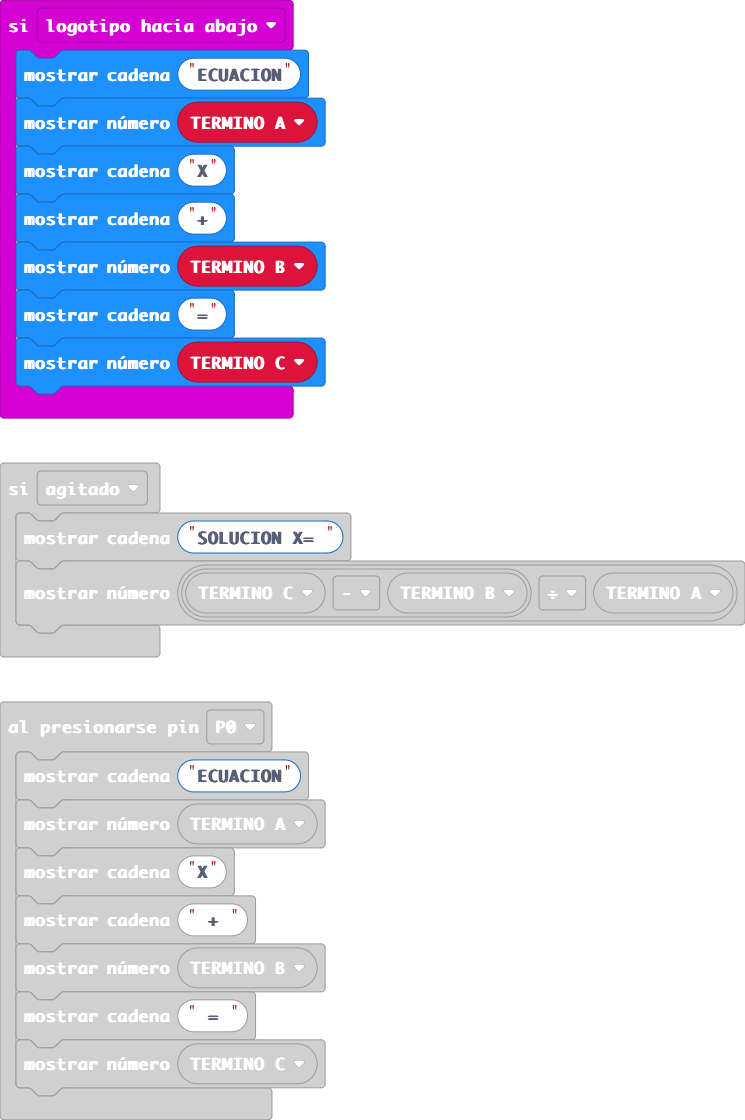 si logotipo hacia abajo
mostrar cadena "ECUACION"
mostrar número TERMINO A
mostrar cadena "X"
mostrar cadena "+"
mostrar número TERMINO B
mostrar cadena "="
mostrar número TERMINO C
si agitado
mostrar cadena "SOLUCION X= "
mostrar número TERMINO C - TERMINO B ÷ TERMINO A
al presionarse pin P0
mostrar cadena "ECUACION"
mostrar número TERMINO A
mostrar cadena "X"
mostrar cadena " + "
mostrar número TERMINO B
mostrar cadena " = "
mostrar número TERMINO C